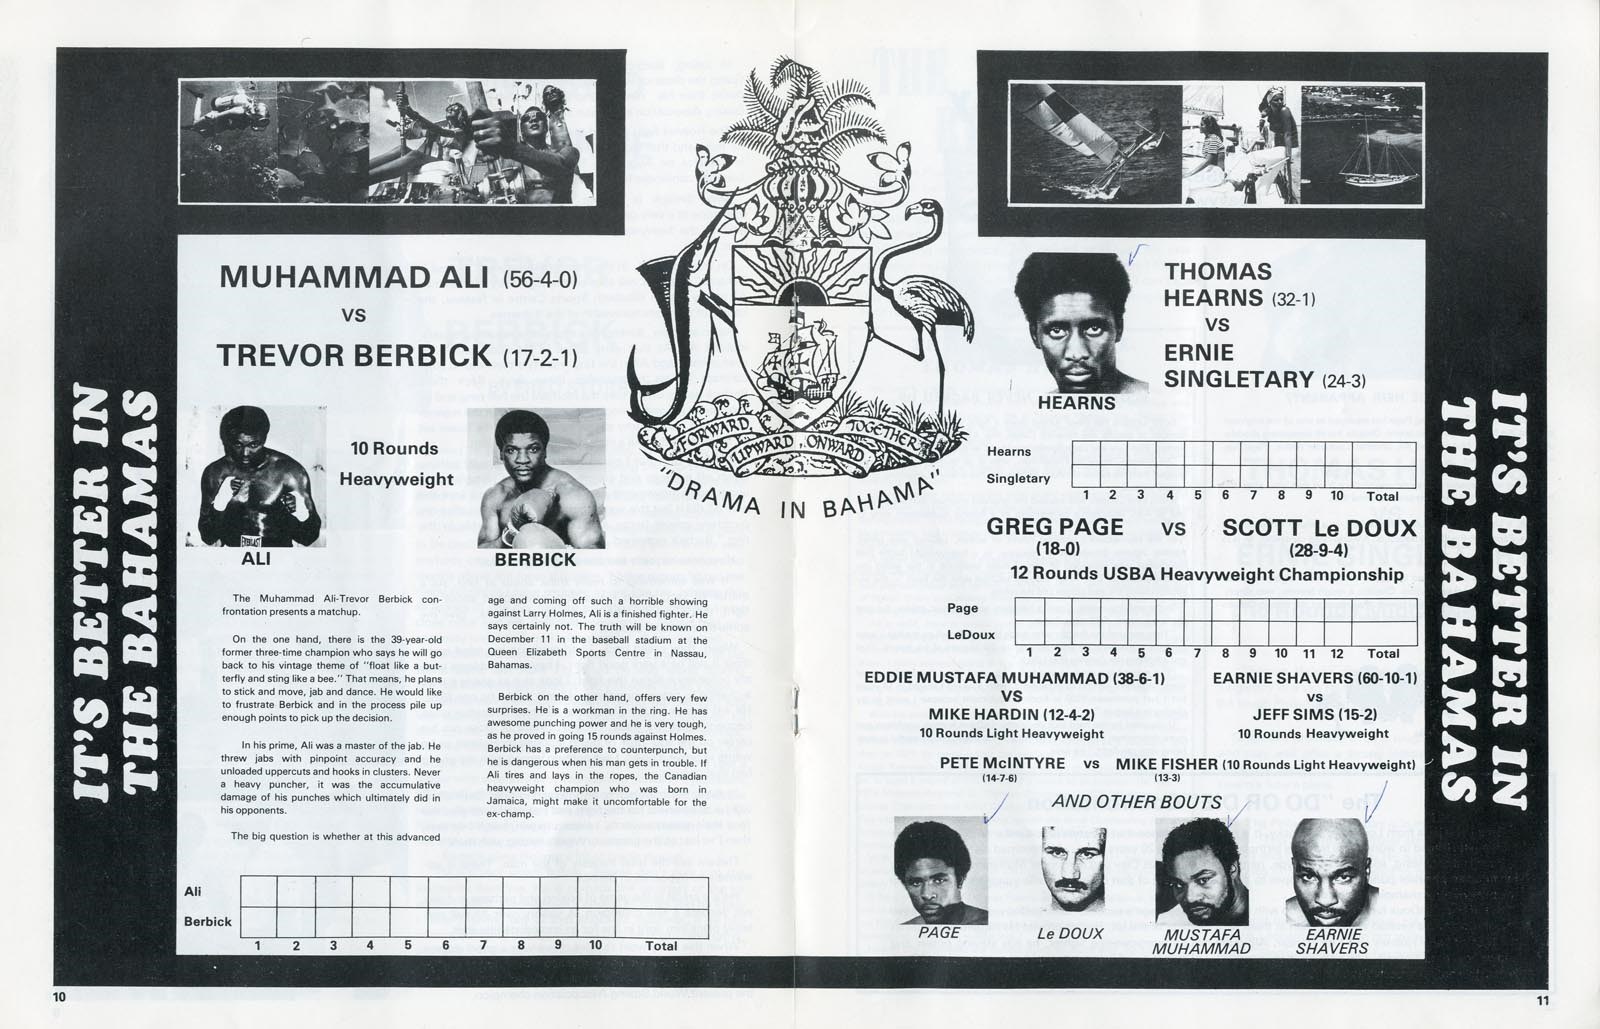 IT'S BETTER IN
THE BAHAMAS
MUHAMMAD ALI (56-4-0)
VS
TREVOR BERBICK (17-2-1)
10 Rounds
Heavyweight
EVERLAST
ALI
BERBICK
The Muhammad Ali-Trevor Berbick con-
frontation presents a matchup.
On the one hand, there is the 39-year-old
former three-time champion who says he will go
back to his vintage theme of "float like a but-
terfly and sting like a bee." That means, he plans
to stick and move, jab and dance. He would like
to frustrate Berbick and in the process pile up
enough points to pick up the decision.
In his prime, Ali was a master of the jab. He
threw jabs with pinpoint accuracy and he
unloaded uppercuts and hooks in clusters. Never
a heavy puncher, it was the accumulative
damage of his punches which ultimately did in
his opponents.
The big question is whether at this advanced
age and coming off such a horrible showing
against Larry Holmes, Ali is a finished fighter. He
says certainly not. The truth will be known on
December 11 in the baseball stadium at the
Queen Elizabeth Sports Centre in Nassau,
Bahamas.
Berbick on the other hand, offers very few
surprises. He is a workman in the ring. He has
awesome punching power and he is very tough,
as he proved in going 15 rounds against Holmes.
Berbick has a preference to counterpunch, but
he is dangerous when his man gets in trouble. If
Ali tires and lays in the ropes, the Canadian
heavyweight champion who was born in
Jamaica, might make it uncomfortable for the
ex-champ.
Ali
Berbick
1 2 3 4 5 6 7 8 9 10 Total
10
FORWARD UPWARD ONWARD TOGETHER
"DRAMA IN BAHAMA"
THOMAS
HEARNS (32-1)
VS
ERNIE
SINGLETARY (24-3)
HEARNS
Hearns
Singletary
1 2 3 4 5 6 7 8 9 10 Total
GREG PAGE VS SCOTT Le DOUX
(18-0) (28-9-4)
12 Rounds USBA Heavyweight Championship
Page
LeDoux
1 2 3 4 5 6 7 8 9 10 11 12 Total
EDDIE MUSTAFA MUHAMMAD (38-6-1)
VS
MIKE HARDIN (12-4-2)
10 Rounds Light Heavyweight
EARNIE SHAVERS (60-10-1)
vs
JEFF SIMS (15-2)
10 Rounds Heavyweight
PETE McINTYRE vs MIKE FISHER (10 Rounds Light Heavyweight)
(14-7-6) (13-3)
AND OTHER BOUTS
PAGE
Le DOUX
MUSTAFA
MUHAMMAD
EARNIE
SHAVERS
IT'S BETTER IN
THE BAHAMAS
11